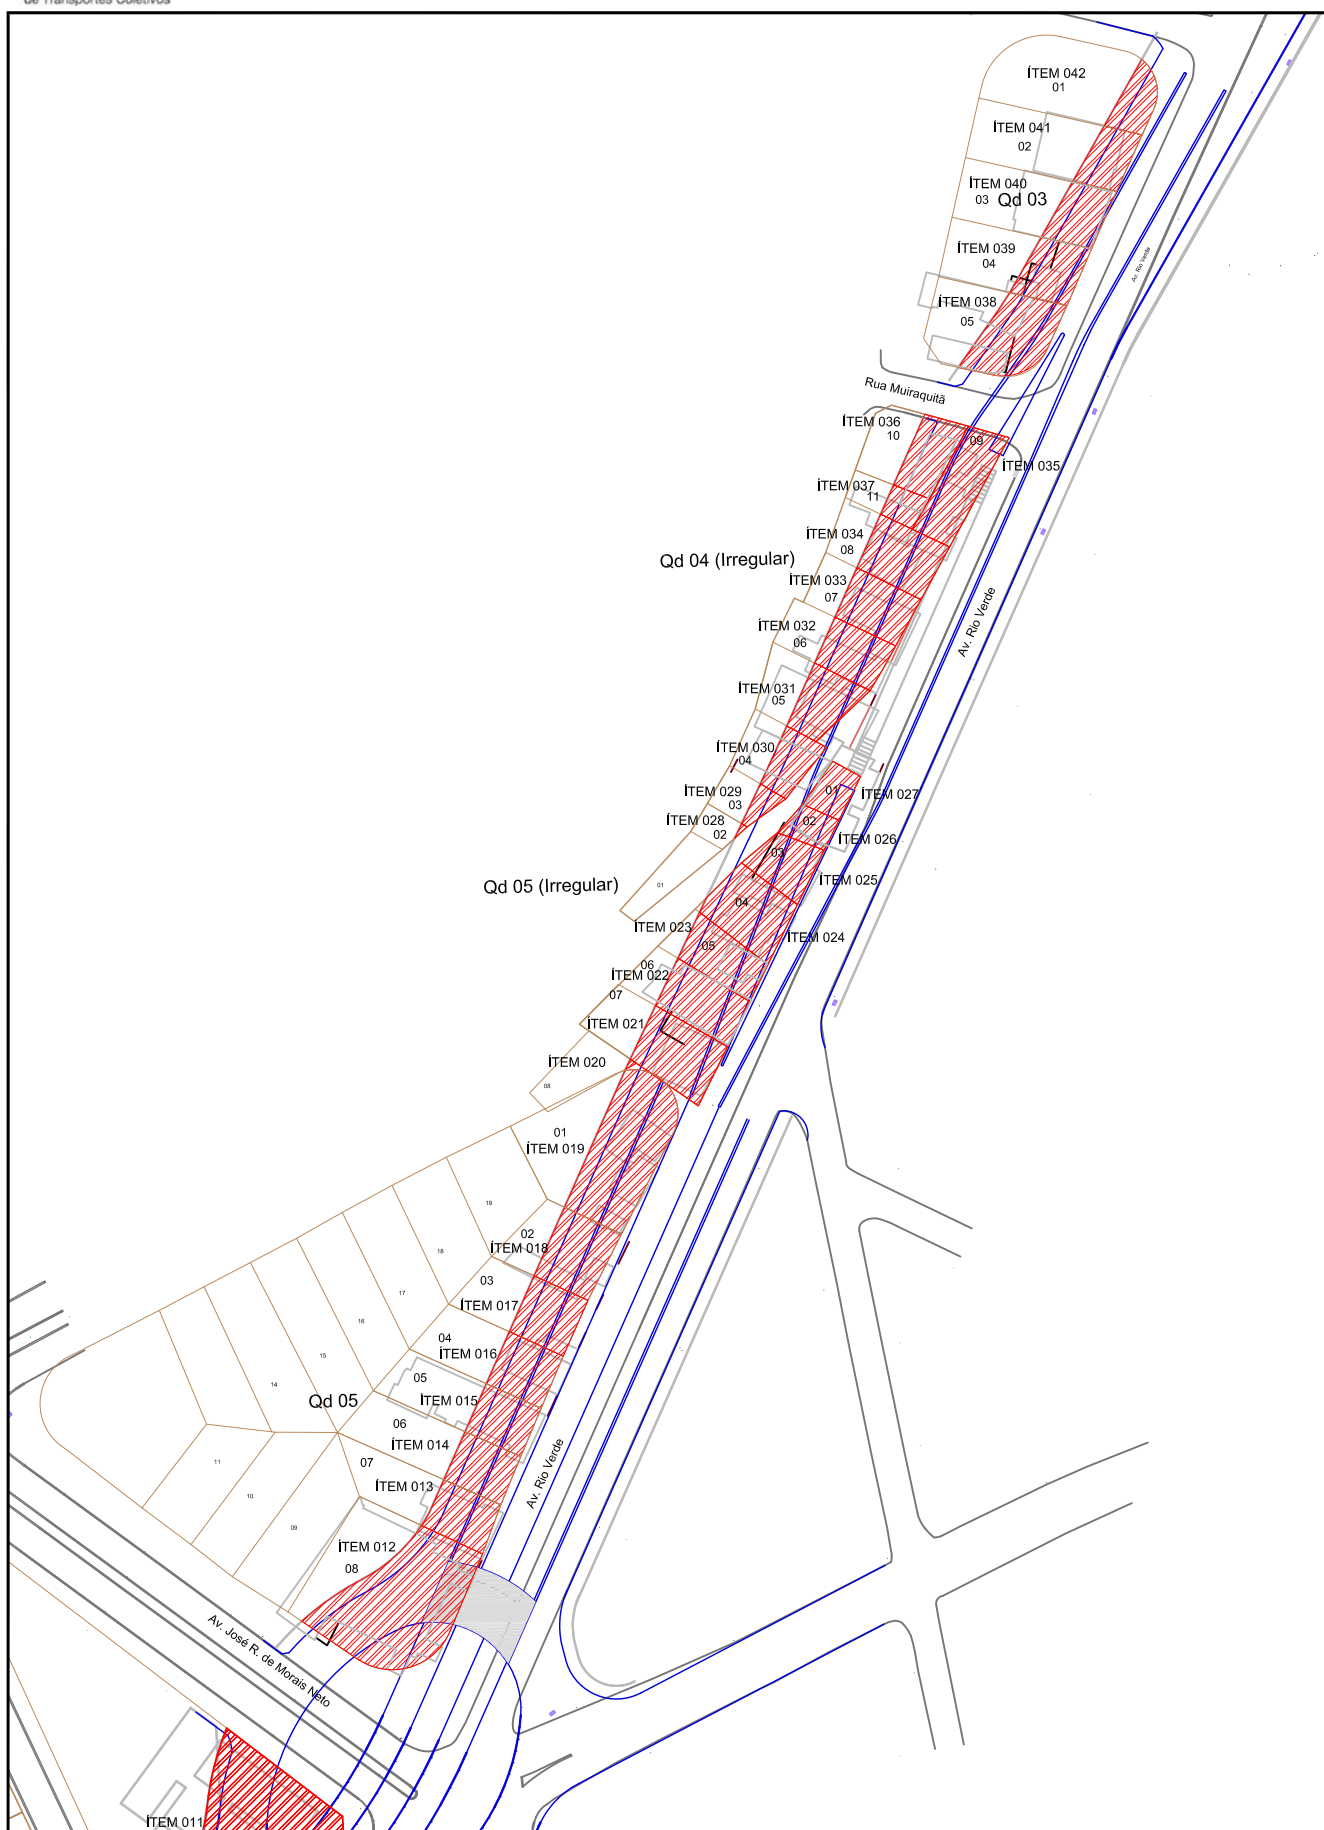 de Transportes Coletivos
ÍTEM 042
01
ÍTEM 041
02
ÍTEM 040
03 Qd 03
ÍTEM 039
04
Av. Rio Verde
ÍTEM 038
05
Rua Muiraquitã
ÍTEM 036
10
09
ÍTEM 035
ÍTEM 037
11
ÍTEM 034
08
Qd 04 (Irregular)
ÍTEM 033
07
Av. Rio Verde
ÍTEM 032
06
ÍTEM 031
05
ÍTEM 030
04
ÍTEM 029
03
01
ÍTEM 027
ÍTEM 028
02
02
ÍTEM 026
03
ÍTEM 025
Qd 05 (Irregular)
01
04
ÍTEM 023
ÍTEM 024
05
06
ÍTEM 022
07
ÍTEM 021
ÍTEM 020
08
01
ÍTEM 019
19
02
ÍTEM 018
18
03
17
ÍTEM 017
16
04
ÍTEM 016
15
05
14
Qd 05
ÍTEM 015
06
ÍTEM 014
07
11
ÍTEM 013
10
Av. Rio Verde
09
ÍTEM 012
08
Av. José R. de Morais Neto
ÍTEM 011